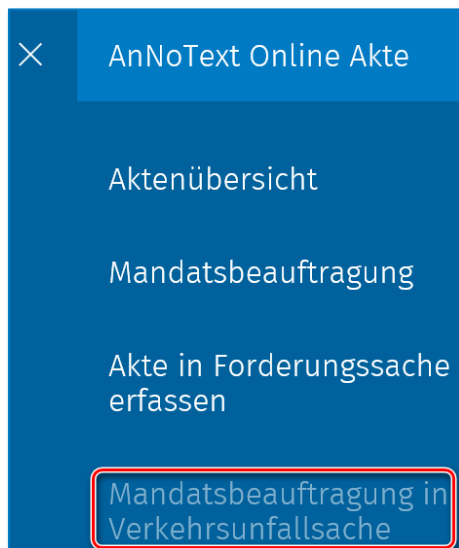 AnNoText Online Akte
Aktenübersicht
Mandatsbeauftragung
Akte in Forderungssache
erfassen
Mandatsbeauftragung in
Verkehrsunfallsache